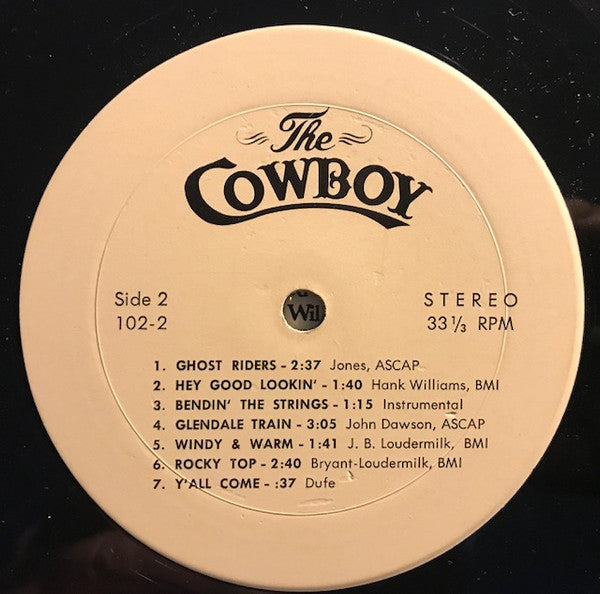 The
COWBOY
Side 2
102-2
STEREO
33 1/3 RPM
Wil
1. GHOST RIDERS - 2:37 Jones, ASCAP
2. HEY GOOD LOOKIN' - 1:40 Hank Williams, BMI
3. BENDIN' THE STRINGS - 1:15 Instrumental
4. GLENDALE TRAIN - 3:05 John Dawson, ASCAP
5. WINDY & WARM - 1:41 J. B. Loudermilk, BMI
6. ROCKY TOP - 2:40 Bryant-Loudermilk, BMI
7. Y'ALL COME - :37 Dufe